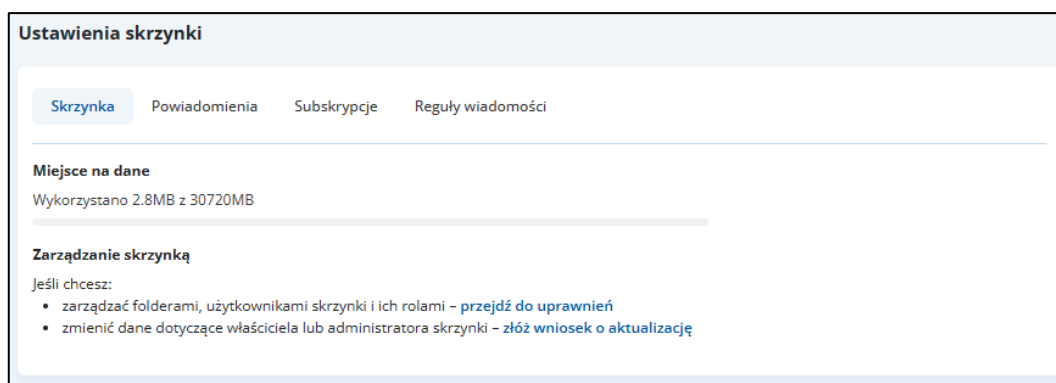 Ustawienia skrzynki
Skrzynka Powiadomienia Subskrypcje Reguły wiadomości
Miejsce na dane
Wykorzystano 2.8MB z 30720MB
Zarządzanie skrzynką
Jeśli chcesz:
• zarządzać folderami, użytkownikami skrzynki i ich rolami – przejdź do uprawnień
• zmienić dane dotyczące właściciela lub administratora skrzynki – złóż wniosek o aktualizację